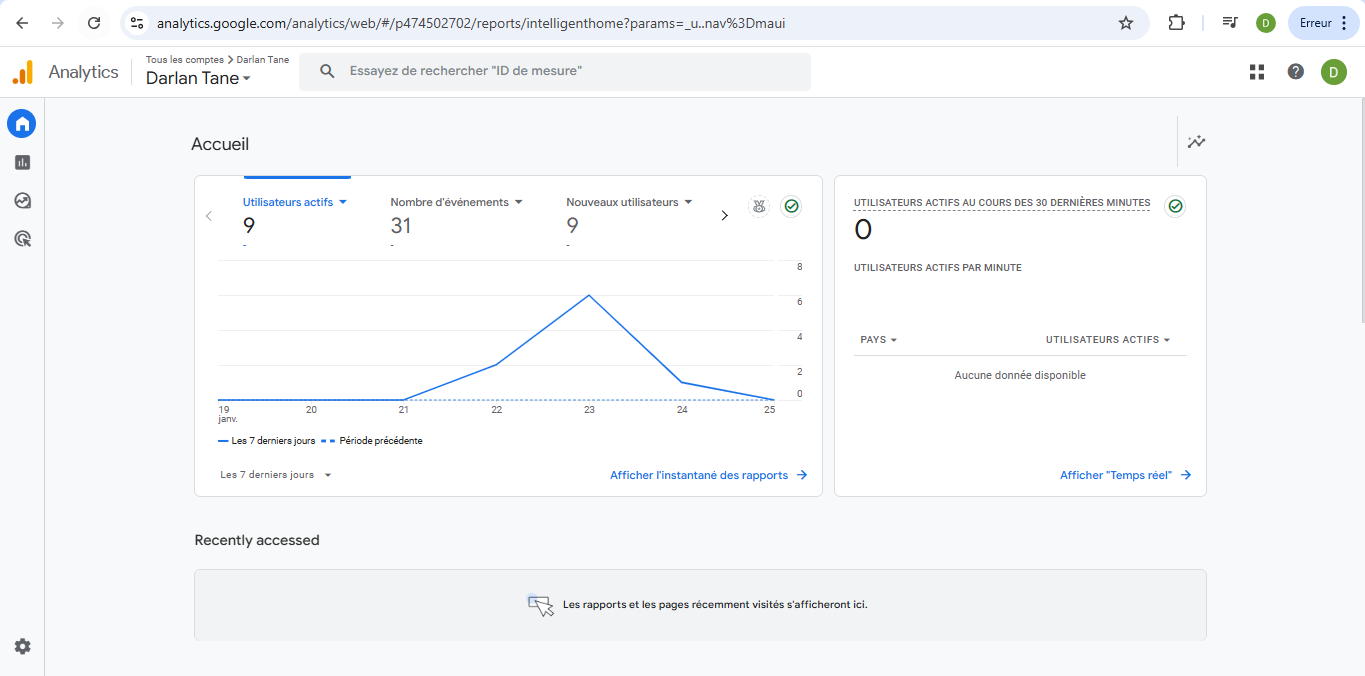 analytics.google.com/analytics/web/#/p474502702/reports/intelligenthome?params=_u..nav%3Dmaui
D
Erreur
Analytics
Tous les comptes > Darlan Tane
Darlan Tane
Essayez de rechercher "ID de mesure"
D
Accueil
Utilisateurs actifs
9
-
Nombre d'événements
31
-
Nouveaux utilisateurs
9
-
8
6
4
2
0
19 janv.
20
21
22
23
24
25
Les 7 derniers jours
Période précédente
Les 7 derniers jours
Afficher l'instantané des rapports
UTILISATEURS ACTIFS AU COURS DES 30 DERNIÈRES MINUTES
0
UTILISATEURS ACTIFS PAR MINUTE
PAYS
UTILISATEURS ACTIFS
Aucune donnée disponible
Afficher "Temps réel"
Recently accessed
Les rapports et les pages récemment visités s'afficheront ici.